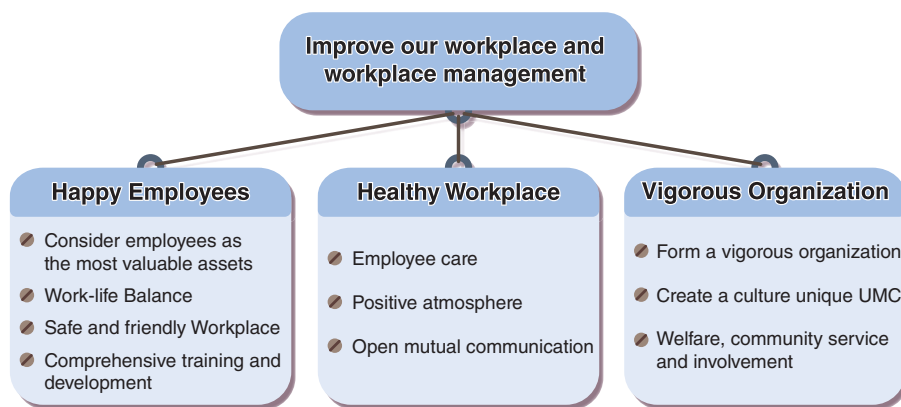 Improve our workplace and
workplace management
Happy Employees
Consider employees as
the most valuable assets
Work-life Balance
Safe and friendly Workplace
Comprehensive training and
development
Healthy Workplace
Employee care
Positive atmosphere
Open mutual communication
Vigorous Organization
Form a vigorous organization
Create a culture unique UMC
Welfare, community service
and involvement